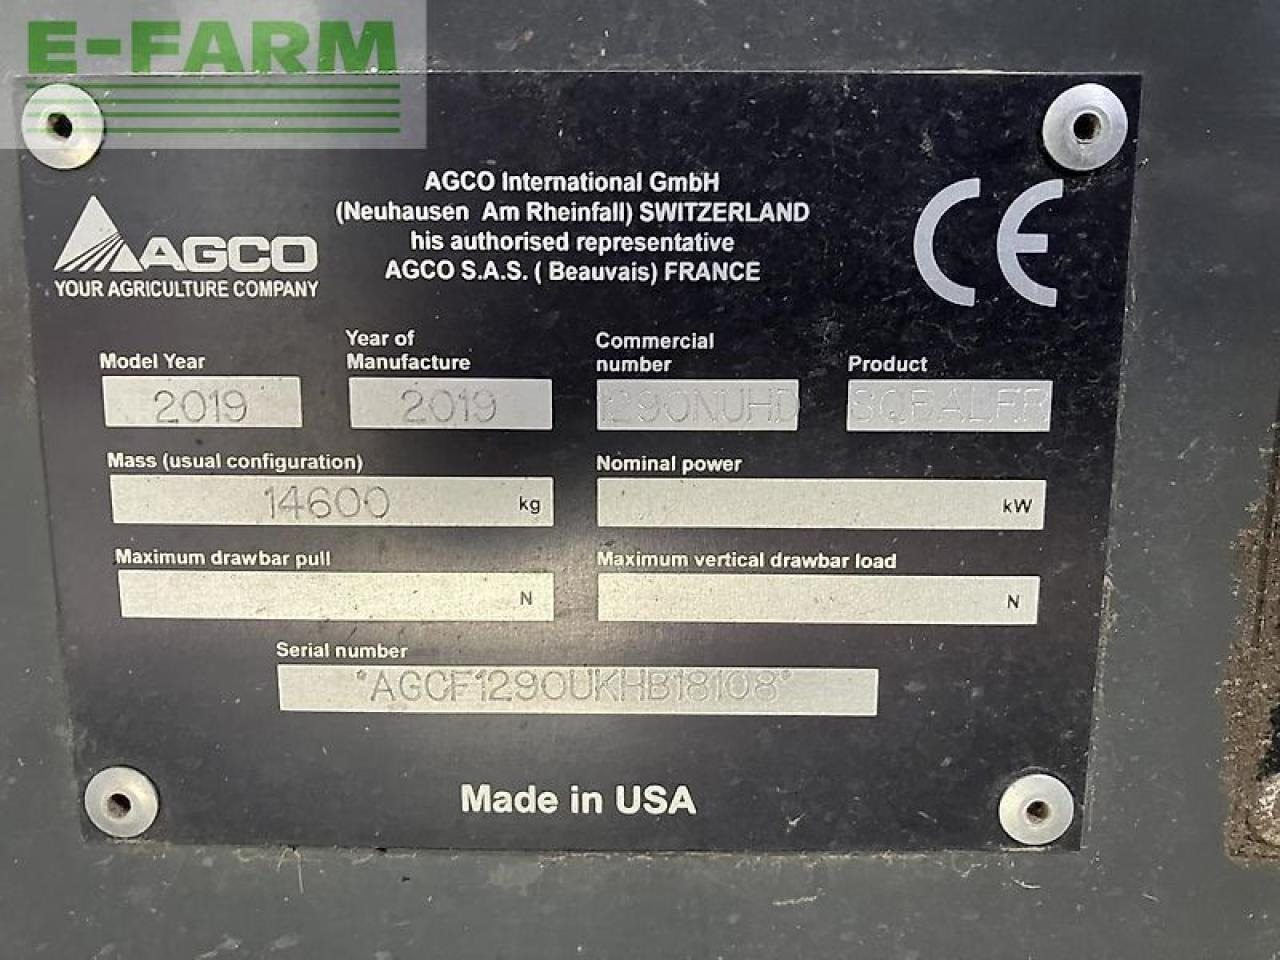 E-FARM
AGCO International GmbH
(Neuhausen Am Rheinfall) SWITZERLAND
his authorised representative
AGCO S.A.S. ( Beauvais) FRANCE
AGCO
YOUR AGRICULTURE COMPANY
CE
Model Year
2019
Year of
Manufacture
2019
Commercial
number
1290NUHD
Product
SQBALER
Mass (usual configuration)
14600 kg
Nominal power
kW
Maximum drawbar pull
N
Maximum vertical drawbar load
N
Serial number
*AGCF1290UKHB18108*
Made in USA